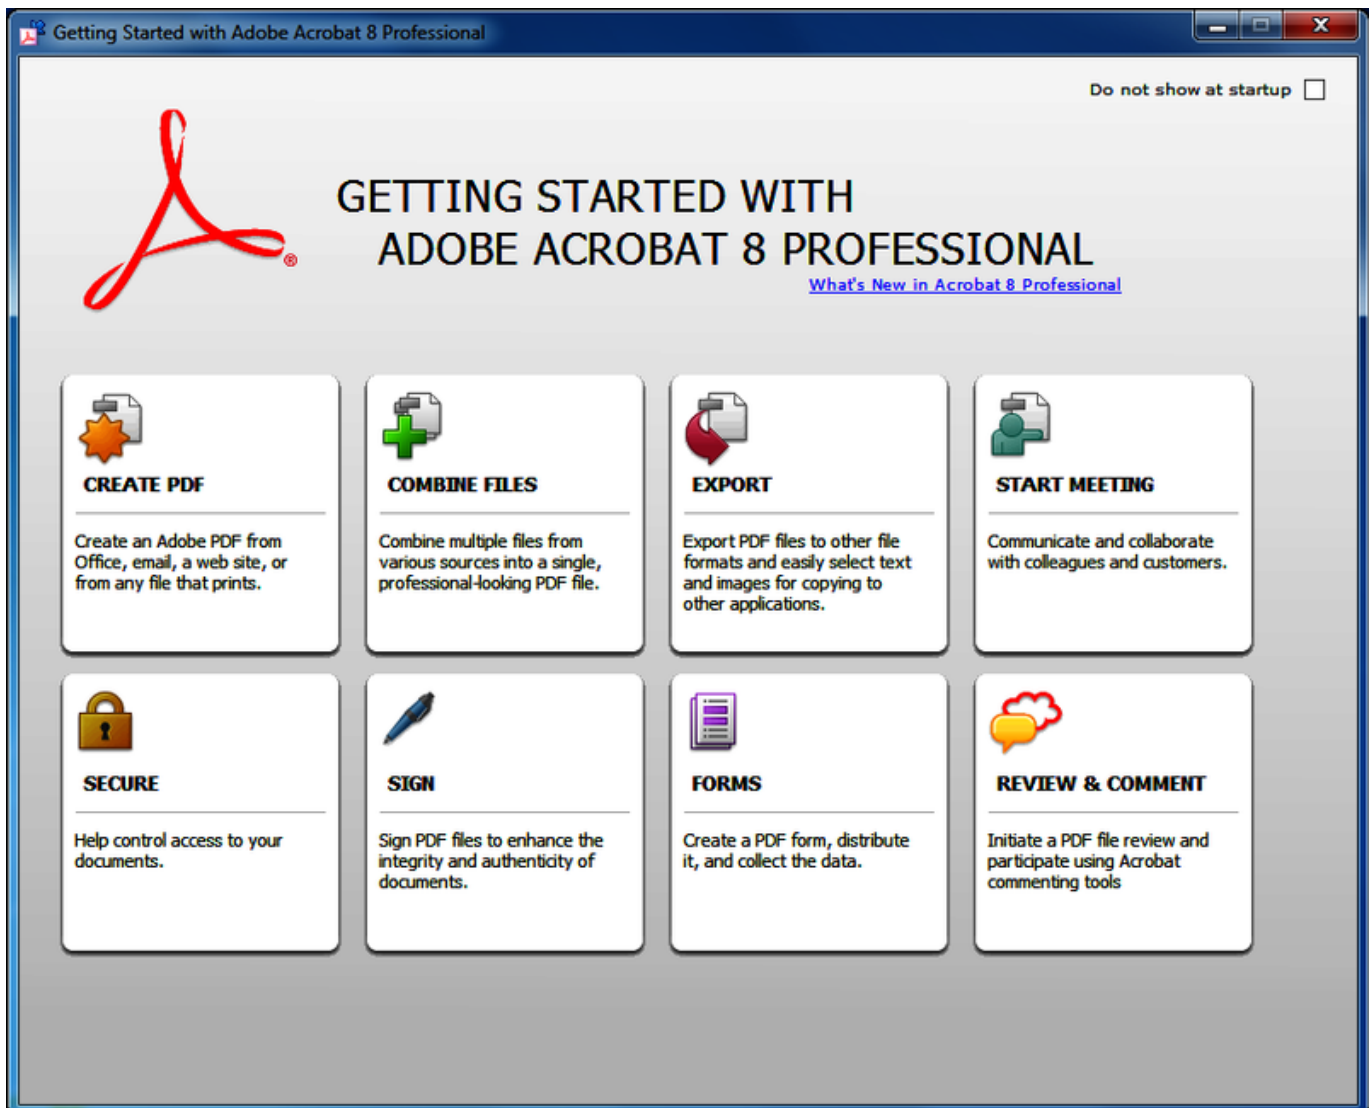 Getting Started with Adobe Acrobat 8 Professional
Do not show at startup
GETTING STARTED WITH
ADOBE ACROBAT 8 PROFESSIONAL
What's New in Acrobat 8 Professional
®
CREATE PDF
Create an Adobe PDF from
Office, email, a web site, or
from any file that prints.
COMBINE FILES
Combine multiple files from
various sources into a single,
professional-looking PDF file.
EXPORT
Export PDF files to other file
formats and easily select text
and images for copying to
other applications.
START MEETING
Communicate and collaborate
with colleagues and customers.
SECURE
Help control access to your
documents.
SIGN
Sign PDF files to enhance the
integrity and authenticity of
documents.
FORMS
Create a PDF form, distribute
it, and collect the data.
REVIEW & COMMENT
Initiate a PDF file review and
participate using Acrobat
commenting tools